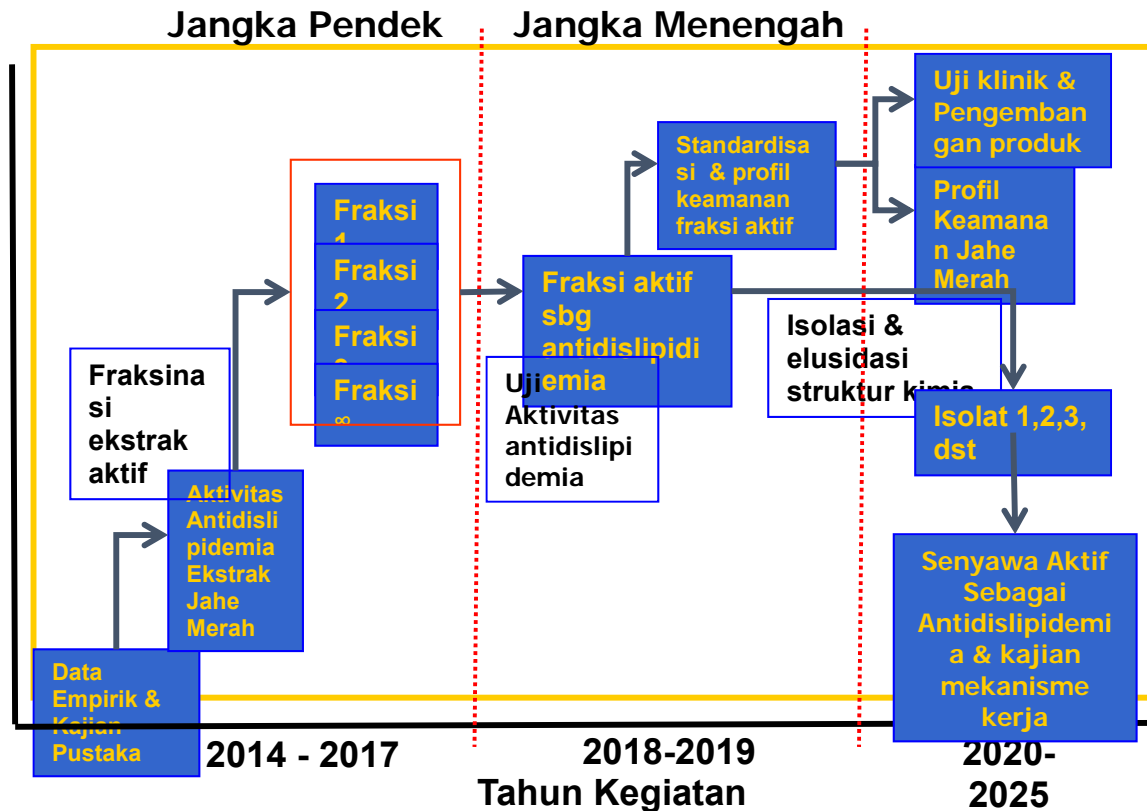 Jangka Pendek
Jangka Menengah
Uji klinik &
Pengemban
gan produk
Profil
Keamana
n Jahe
Merah
Standardisa
si & profil
keamanan
fraksi aktif
Fraksi
Fraksi
2
Fraksi
Fraksi
∞
Fraksi aktif
sbg
antidislipidi
emia
Uji
Aktivitas
antidislipi
demia
Isolasi &
elusidasi
struktur kimia
Isolat 1,2,3,
dst
Fraksina
si
ekstrak
aktif
Aktivitas
Antidisli
pidemia
Ekstrak
Jahe
Merah
Senyawa Aktif
Sebagai
Antidislipidemi
a & kajian
mekanisme
kerja
Data
Empirik &
Kajian
Pustaka
2014 - 2017
2018-2019
2020-
2025
Tahun Kegiatan